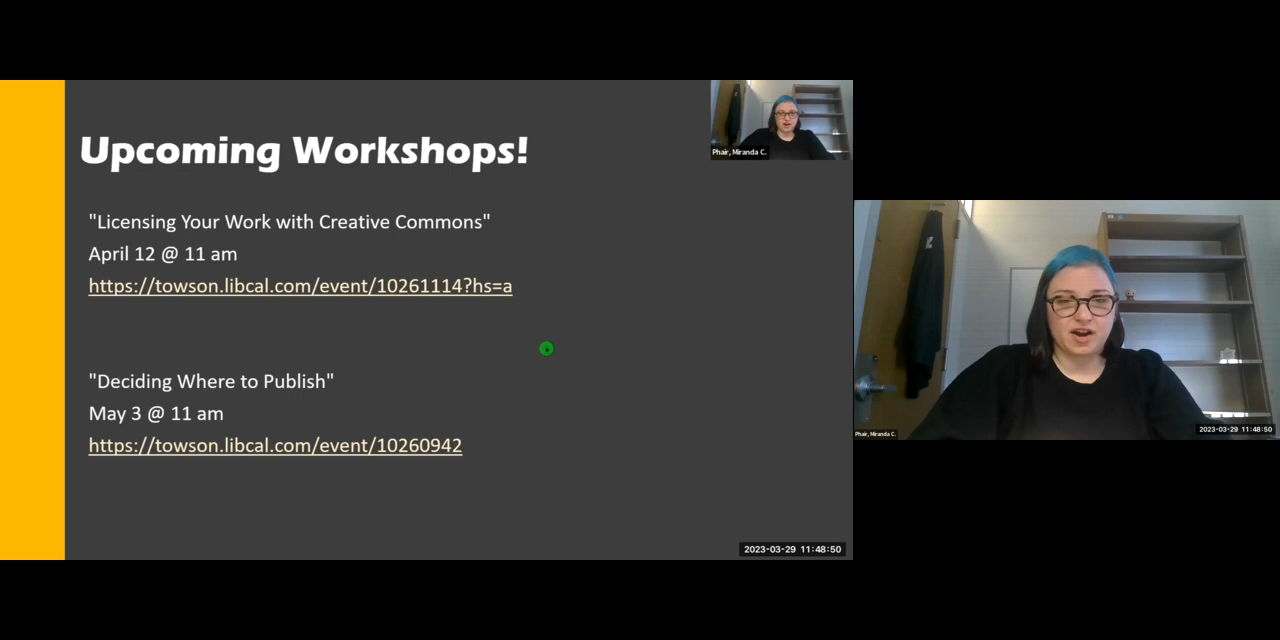 Upcoming Workshops!
"Licensing Your Work with Creative Commons"
April 12 @ 11 am
https://towson.libcal.com/event/10261114?hs=a
"Deciding Where to Publish"
May 3 @ 11 am
https://towson.libcal.com/event/10260942
2023-03-29 11:48:50
Phair, Miranda C.
Phair, Miranda C.
2023-03-29 11:48:50